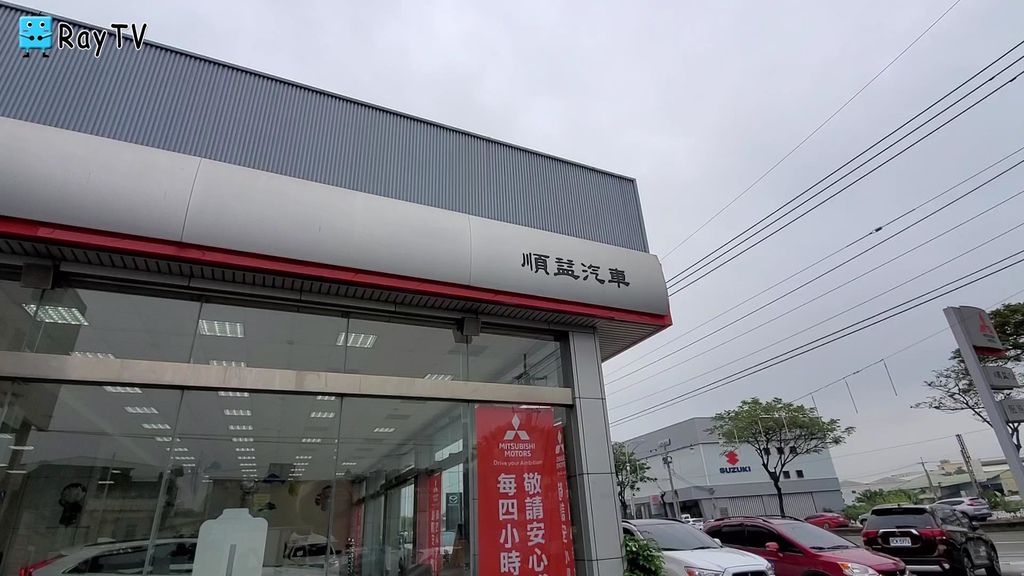 RayTV
順益汽車
MITSUBISHI
MOTORS
Drive your Ambition
敬請安心
每四小時
SUZUKI